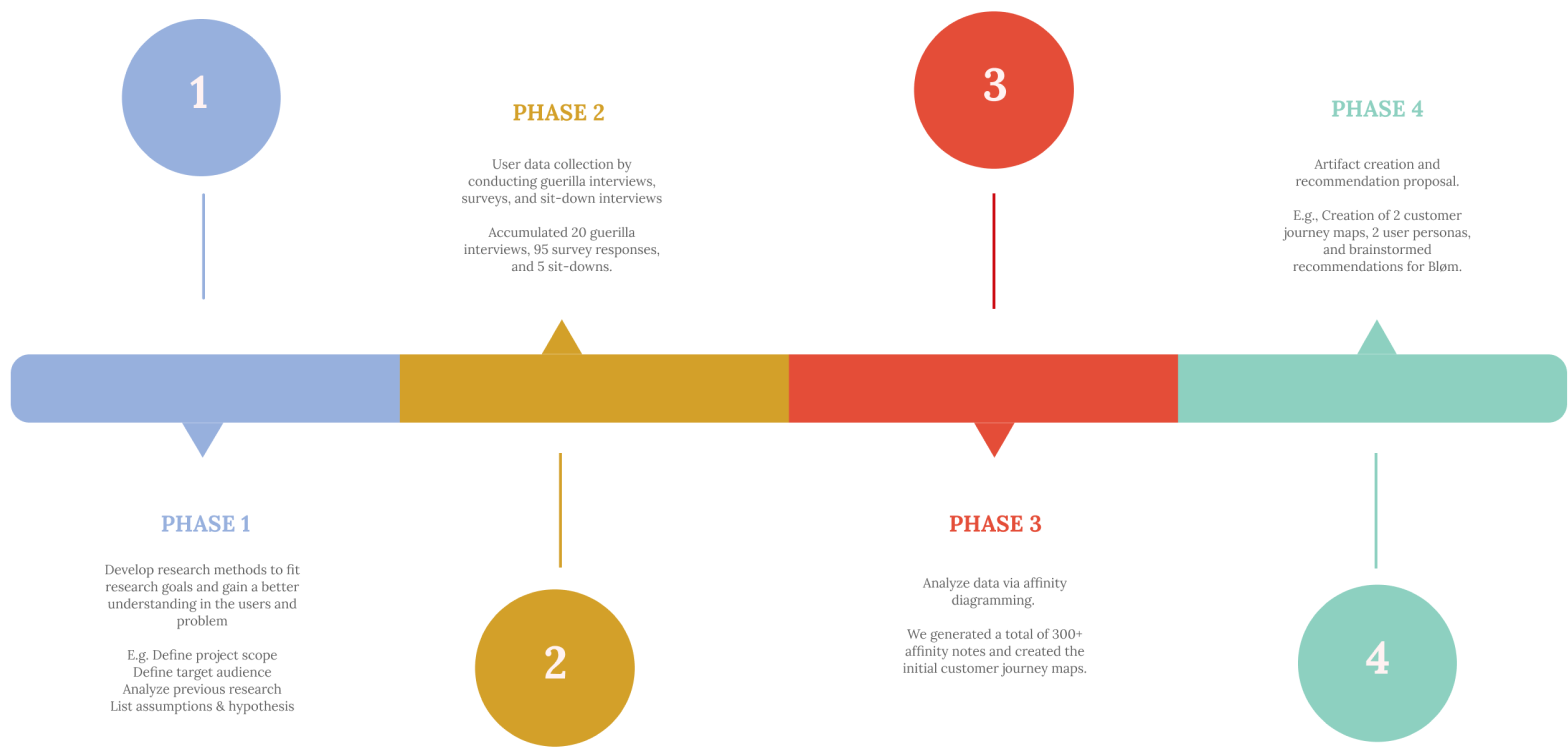 1
PHASE 1
Develop research methods to fit
research goals and gain a better
understanding in the users and
problem
E.g. Define project scope
Define target audience
Analyze previous research
List assumptions & hypothesis
PHASE 2
User data collection by
conducting guerilla interviews,
surveys, and sit-down interviews
Accumulated 20 guerilla
interviews, 95 survey responses,
and 5 sit-downs.
2
3
PHASE 3
Analyze data via affinity
diagramming.
We generated a total of 300+
affinity notes and created the
initial customer journey maps.
PHASE 4
Artifact creation and
recommendation proposal.
E.g., Creation of 2 customer
journey maps, 2 user personas,
and brainstormed
recommendations for Bløm.
4